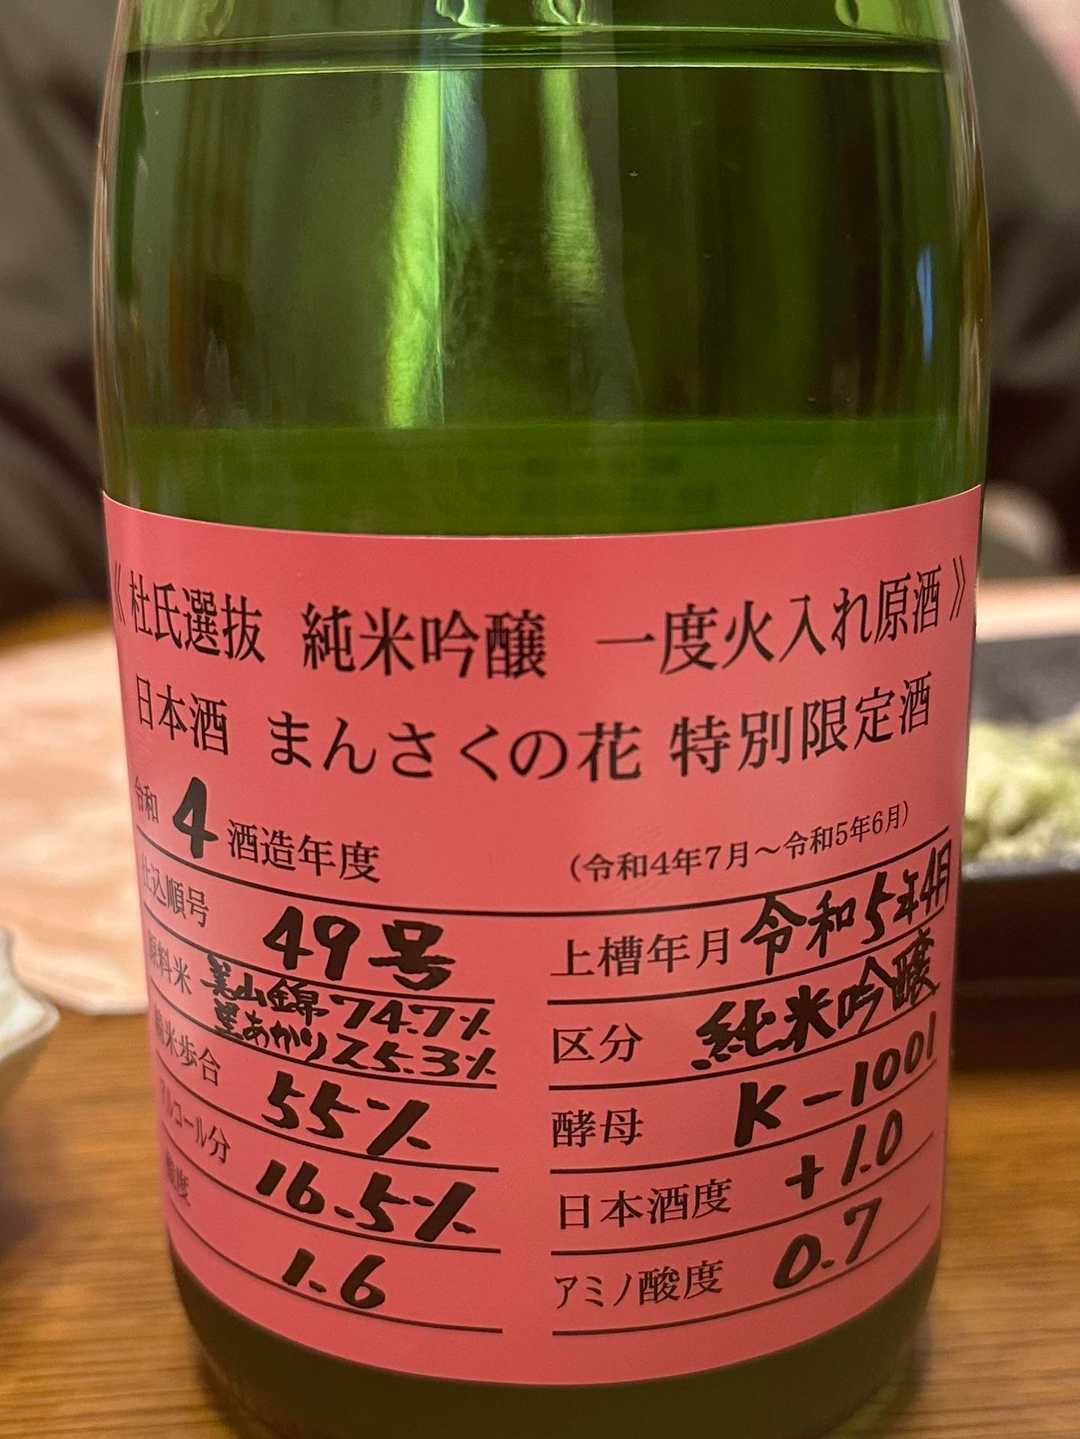 《杜氏選抜 純米吟醸 一度火入れ原酒》
日本酒 まんさくの花 特別限定酒
令和4酒造年度 (令和4年7月~令和5年6月)
仕込順号 49号
上槽年月 令和5年4月
原料米 美山錦74.7% 星あかり25.3%
区分 純米吟醸
精米歩合 55%
酵母 K-1001
アルコール分 16.5%
日本酒度 +1.0
酸度 1.6
アミノ酸度 0.7